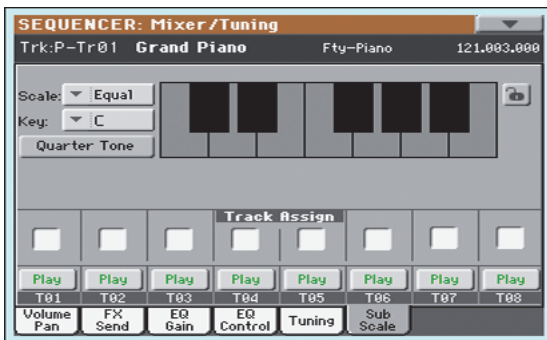 SEQUENCER: Mixer/Tuning
Trk:P-Tr01 Grand Piano Fty-Piano 121.003.000
Scale: Equal
Key: C
Quarter Tone
Track Assign
Play Play Play Play Play Play Play Play
T01 T02 T03 T04 T05 T06 T07 T08
Volume Pan FX Send EQ Gain EQ Control Tuning Sub Scale